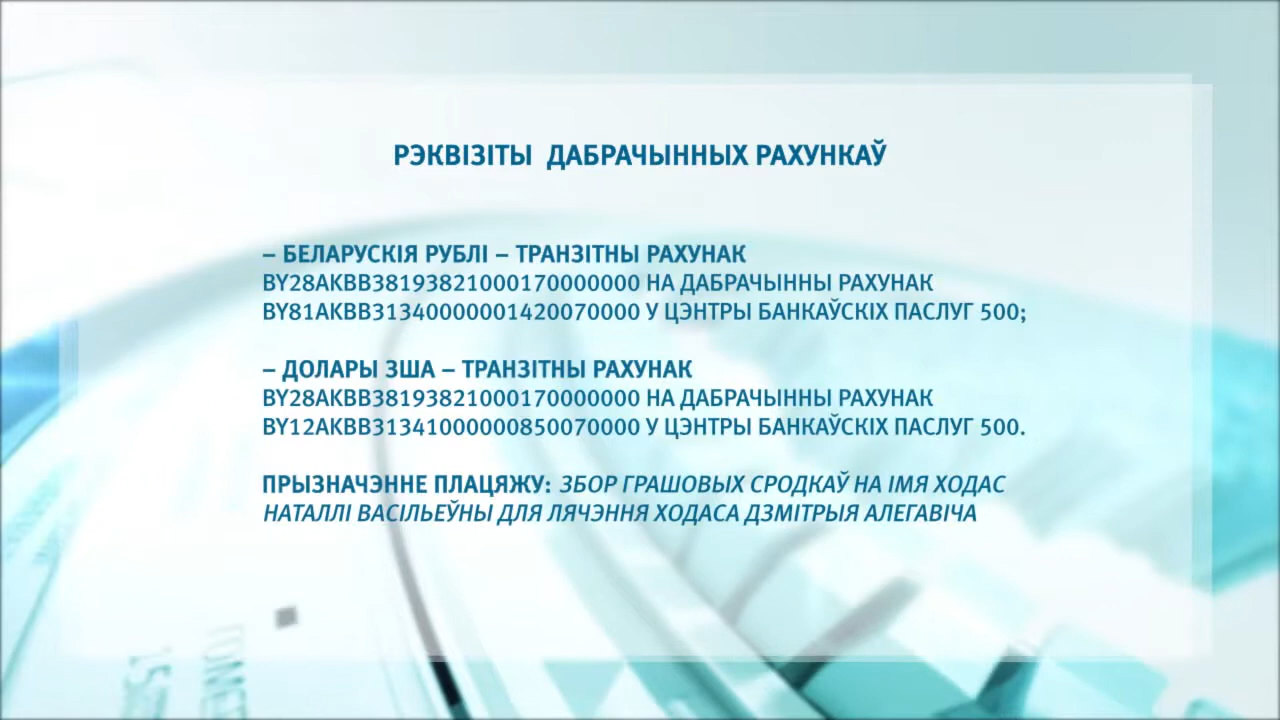 РЭКВІЗІТЫ ДАБРАЧЫННЫХ РАХУНКАЎ
– БЕЛАРУСКІЯ РУБЛІ – ТРАНЗІТНЫ РАХУНАК
BY28AKBB38193821000170000000 НА ДАБРАЧЫННЫ РАХУНАК
BY81AKBB31340000001420070000 У ЦЭНТРЫ БАНКАЎСКІХ ПАСЛУГ 500;
– ДОЛАРЫ ЗША – ТРАНЗІТНЫ РАХУНАК
BY28AKBB38193821000170000000 НА ДАБРАЧЫННЫ РАХУНАК
BY12AKBB31341000000850070000 У ЦЭНТРЫ БАНКАЎСКІХ ПАСЛУГ 500.
ПРЫЗНАЧЭННЕ ПЛАЦЯЖУ: ЗБОР ГРАШОВЫХ СРОДКАЎ НА ІМЯ ХОДАС
НАТАЛЛІ ВАСІЛЬЕЎНЫ ДЛЯ ЛЯЧЭННЯ ХОДАСА ДЗМІТРЫЯ АЛЕГАВІЧА